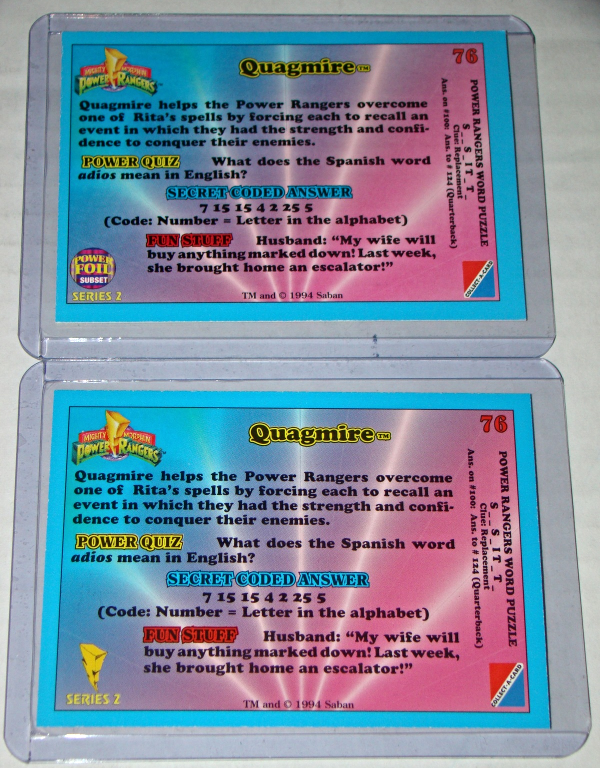 MIGHTY MORPHIN
POWER RANGERS
Quagmire TM
76
Quagmire helps the Power Rangers overcome
one of Rita's spells by forcing each to recall an
event in which they had the strength and confi-
dence to conquer their enemies.
POWER QUIZ What does the Spanish word
adios mean in English?
SECRET CODED ANSWER
7 15 15 4 2 25 5
(Code: Number = Letter in the alphabet)
FUN STUFF Husband: “My wife will
buy anything marked down! Last week,
she brought home an escalator!”
POWER
FOIL
SUBSET
SERIES 2
TM and © 1994 Saban
POWER RANGERS WORD PUZZLE
S _ _ S _ IT _ T _
Clue: Replacement
Ans. on #100: Ans. to # 124 (Quarterback)
COLLECT-A-CARD
MIGHTY MORPHIN
POWER RANGERS
Quagmire TM
76
Quagmire helps the Power Rangers overcome
one of Rita's spells by forcing each to recall an
event in which they had the strength and confi-
dence to conquer their enemies.
POWER QUIZ What does the Spanish word
adios mean in English?
SECRET CODED ANSWER
7 15 15 4 2 25 5
(Code: Number = Letter in the alphabet)
FUN STUFF Husband: “My wife will
buy anything marked down! Last week,
she brought home an escalator!”
SERIES 2
TM and © 1994 Saban
POWER RANGERS WORD PUZZLE
S _ _ S _ IT _ T _
Clue: Replacement
Ans. on #100: Ans. to # 124 (Quarterback)
COLLECT-A-CARD